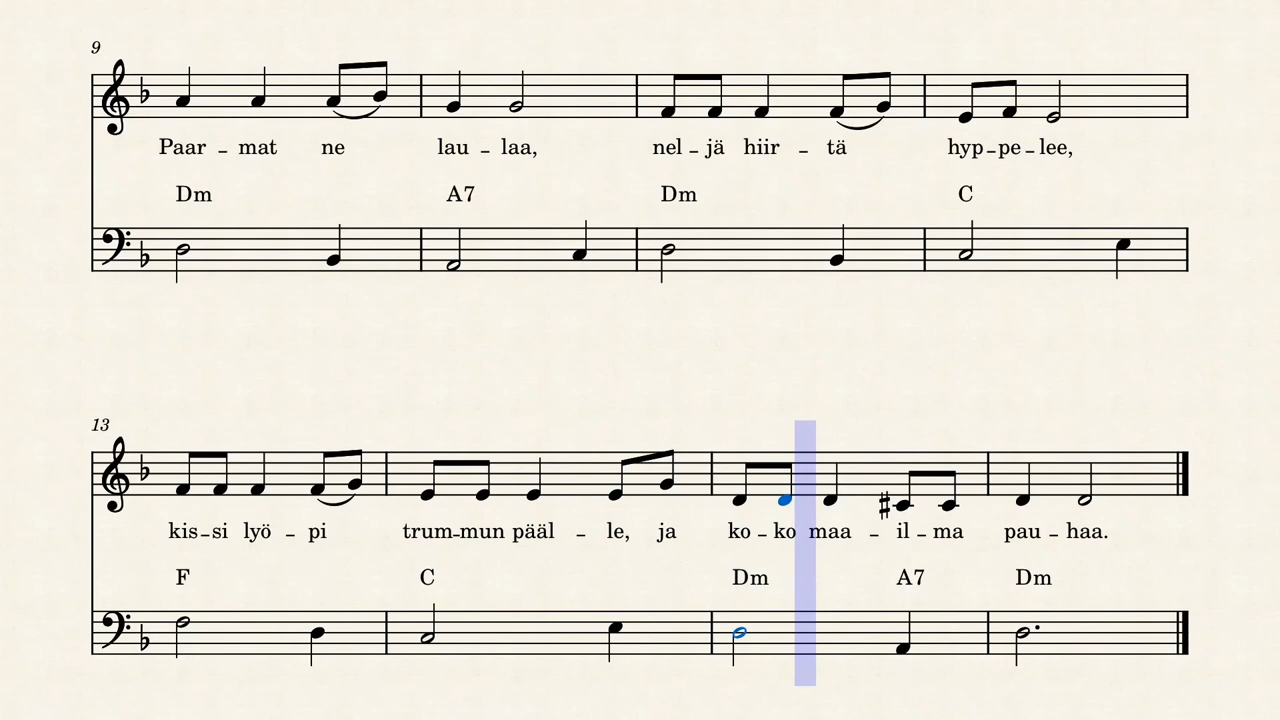 9
Paar – mat ne lau – laa, nel – jä hiir – tä hyp – pe – lee,
Dm A7 Dm C
13
kis – si lyö – pi trum – mun pääl – le, ja ko – ko maa – il – ma pau – haa.
F C Dm A7 Dm